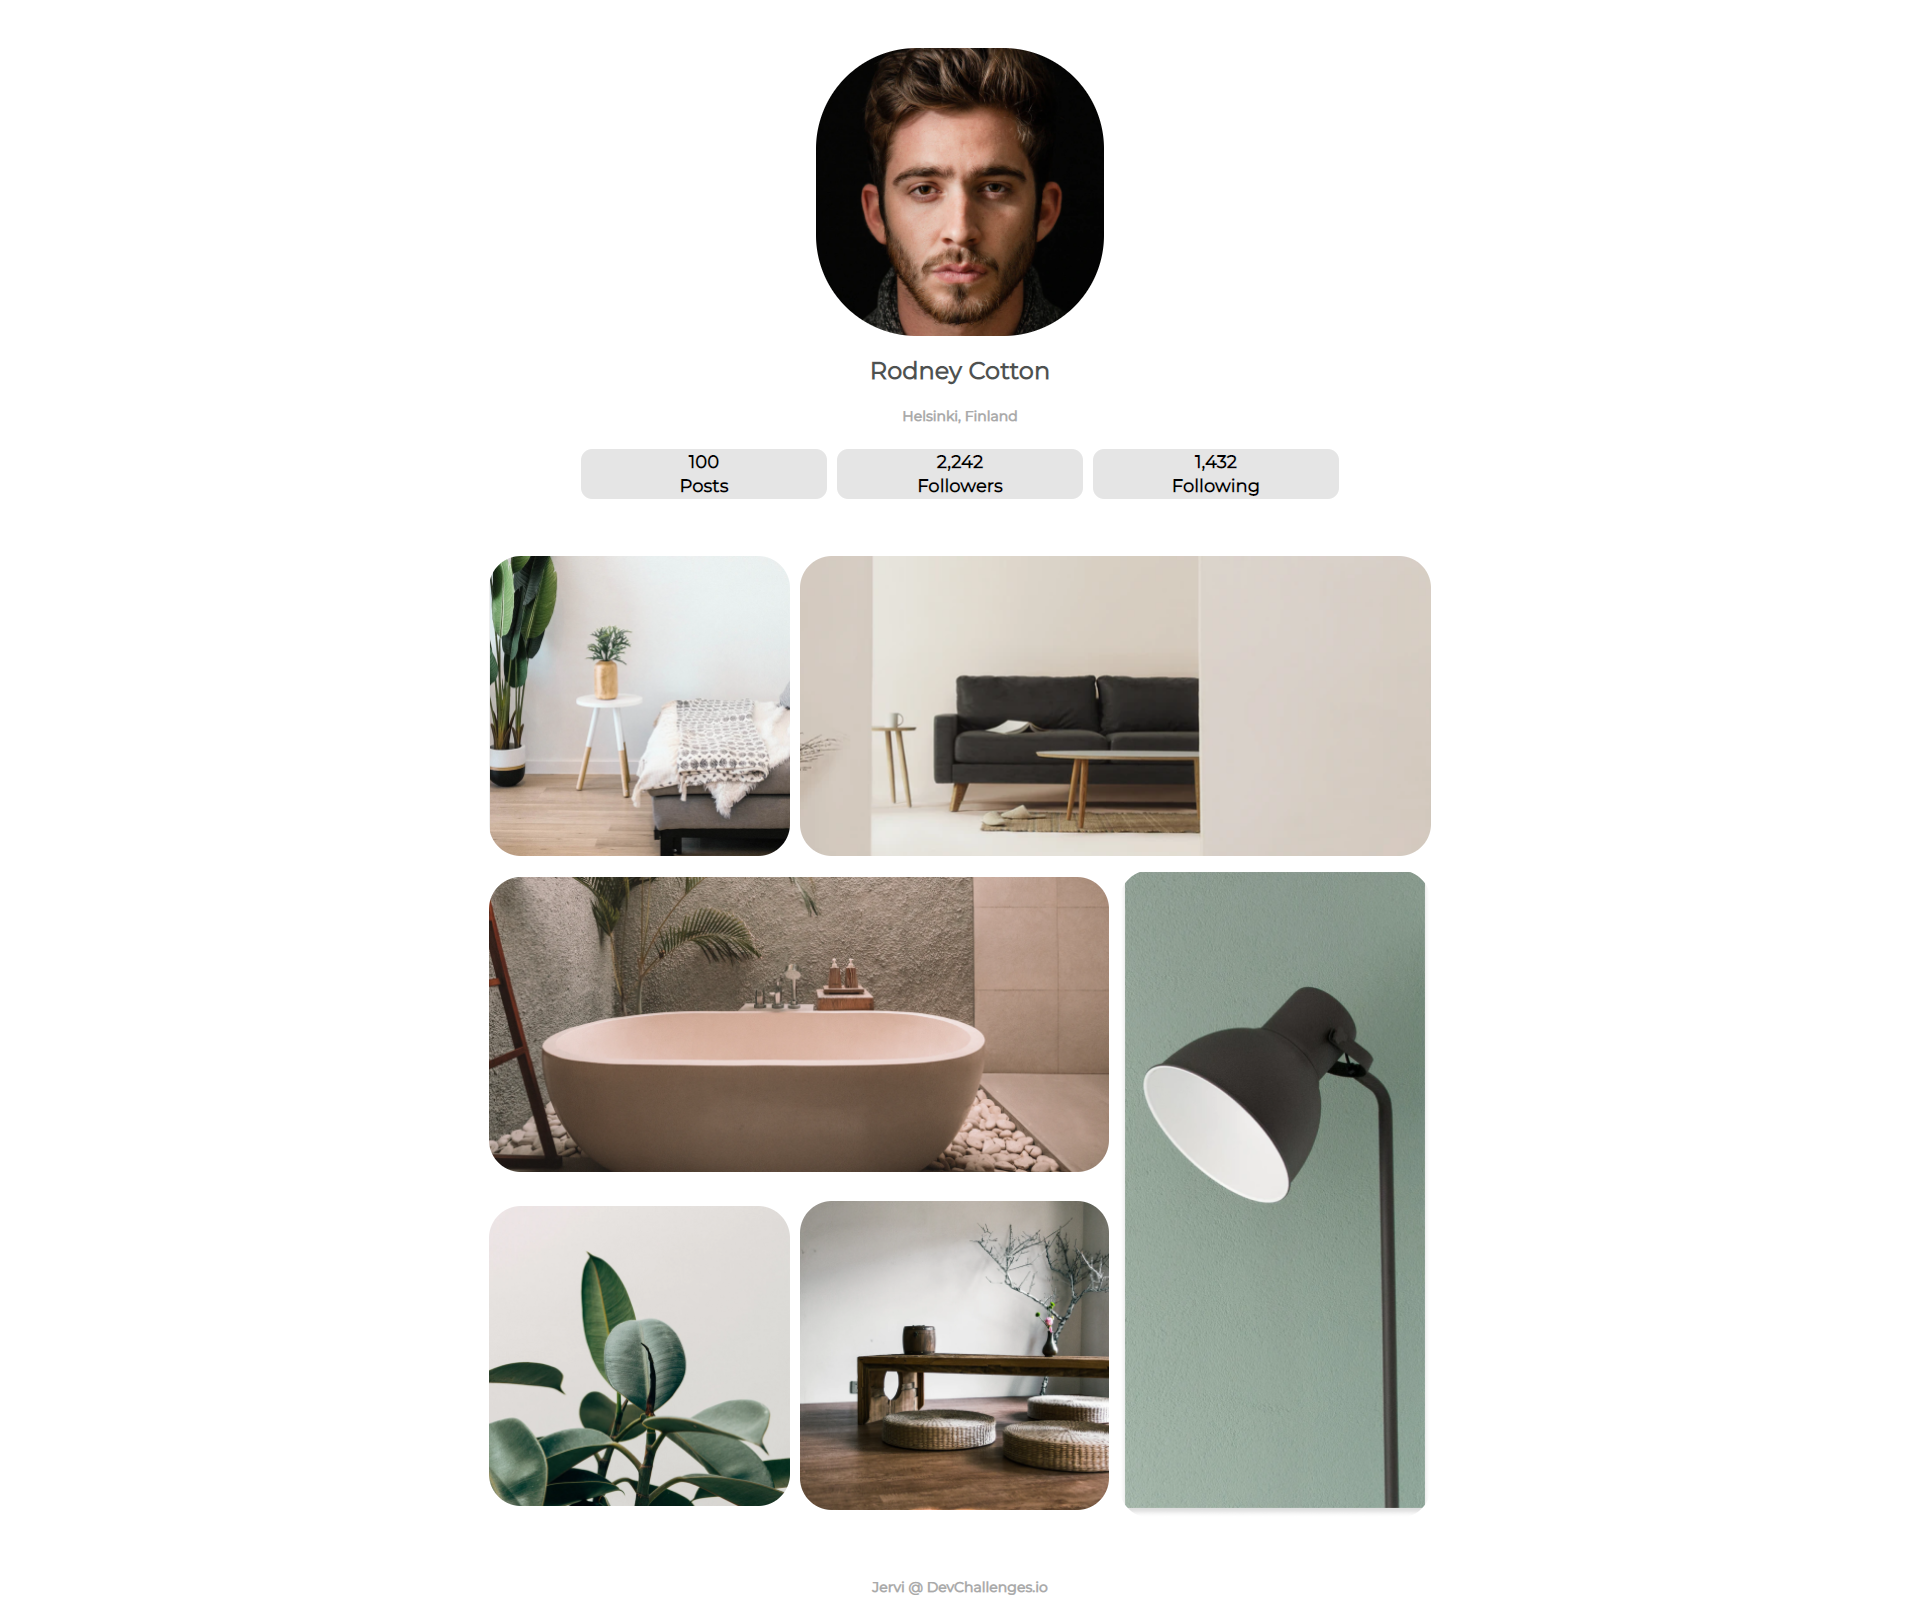 Rodney Cotton
Helsinki, Finland
100
Posts
2,242
Followers
1,432
Following
Jervi @ DevChallenges.io